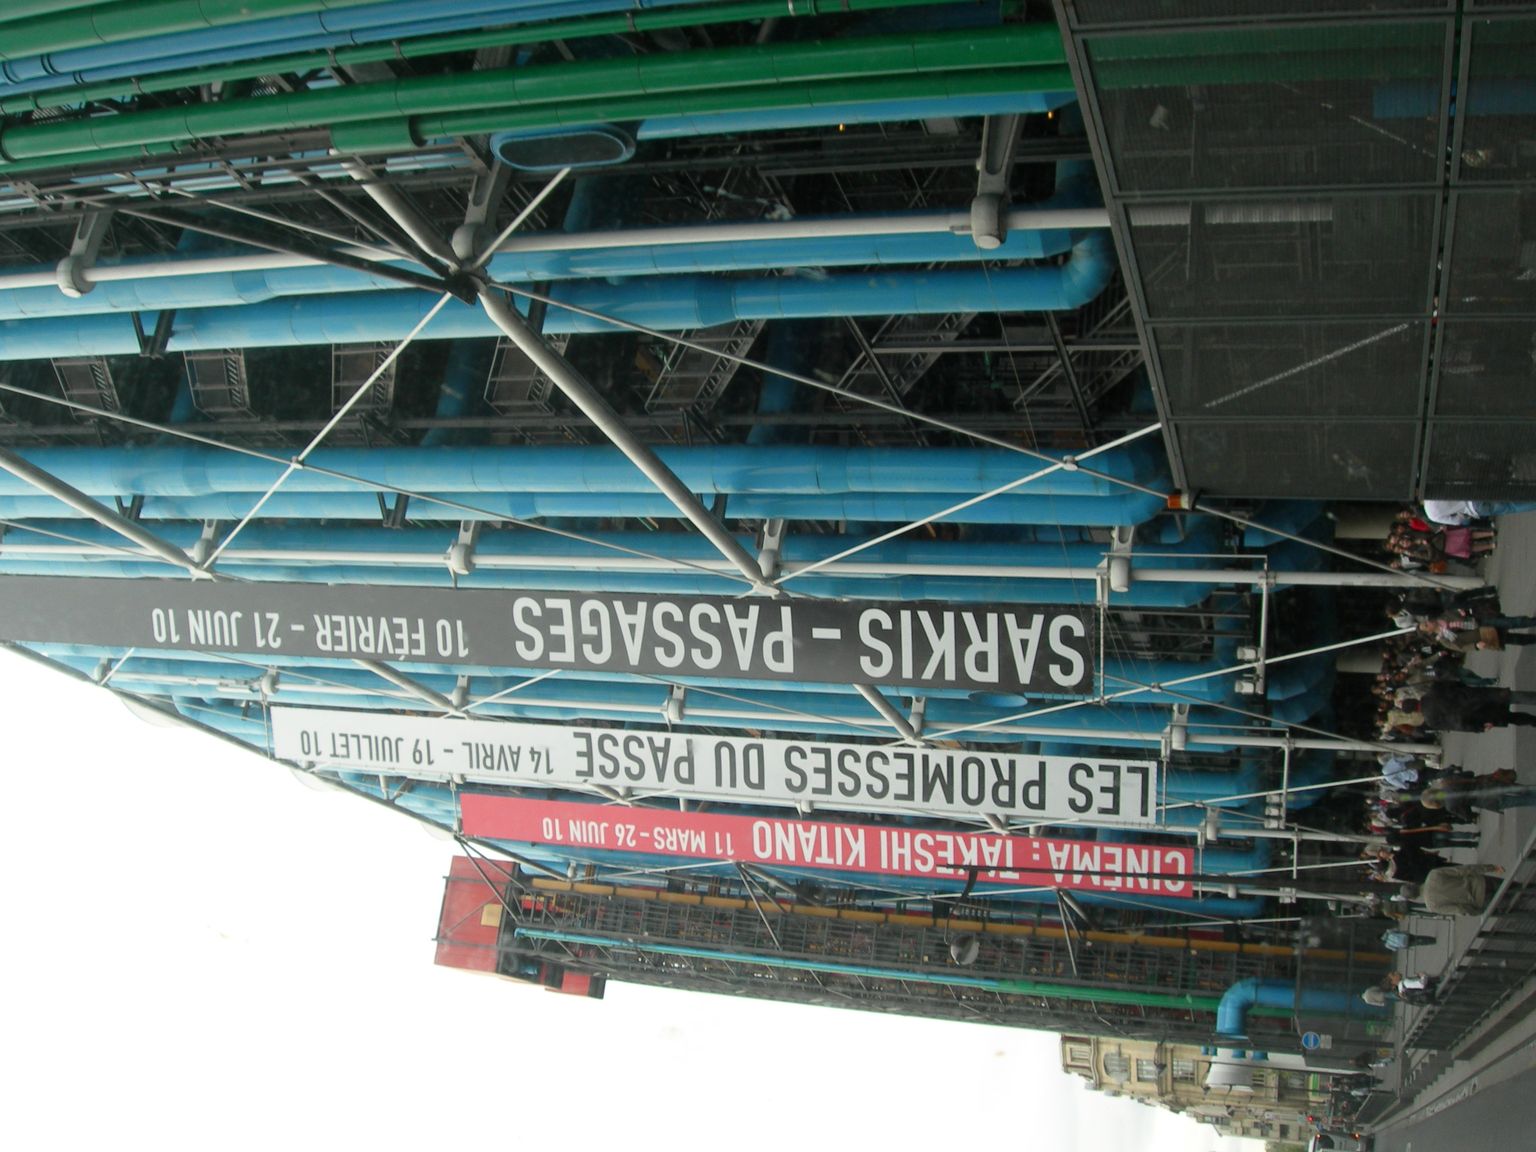 SARKIS - PASSAGES 10 FÉVRIER - 21 JUIN 10
LES PROMESSES DU PASSÉ 14 AVRIL - 19 JUILLET 10
CINÉMA : TAKESHI KITANO 11 MARS - 26 JUIN 10